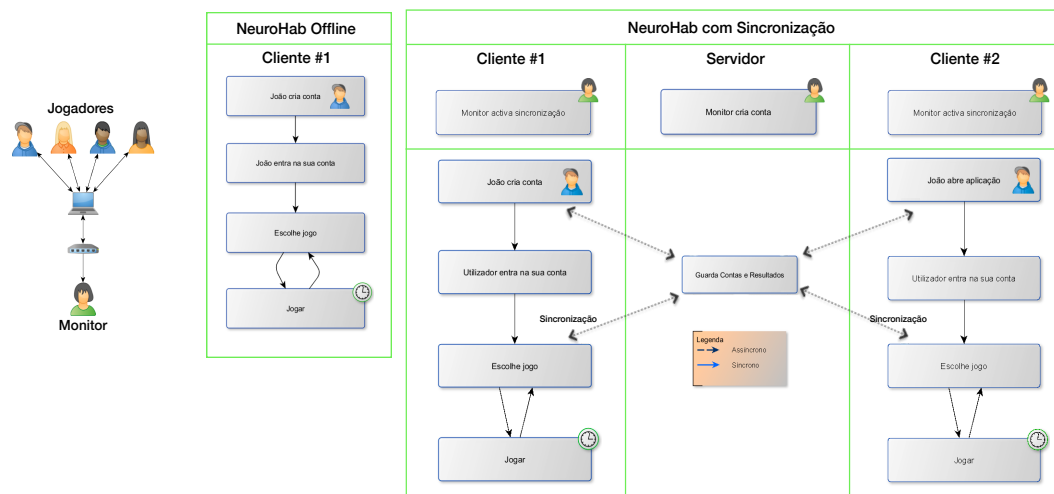 Jogadores
Monitor
NeuroHab Offline
Cliente #1
João cria conta
João entra na sua conta
Escolhe jogo
Jogar
NeuroHab com Sincronização
Cliente #1
Servidor
Cliente #2
Monitor activa sincronização
Monitor cria conta
Monitor activa sincronização
João cria conta
João abre aplicação
Utilizador entra na sua conta
Guarda Contas e Resultados
Utilizador entra na sua conta
Sincronização
Sincronização
Legenda
Assíncrono
Síncrono
Escolhe jogo
Escolhe jogo
Jogar
Jogar